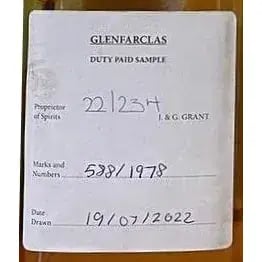 GLENFARCLAS
DUTY PAID SAMPLE
Proprietor of Spirits 22/234 J. & G. GRANT
Marks and Numbers 588/1978
Date Drawn 19/07/2022